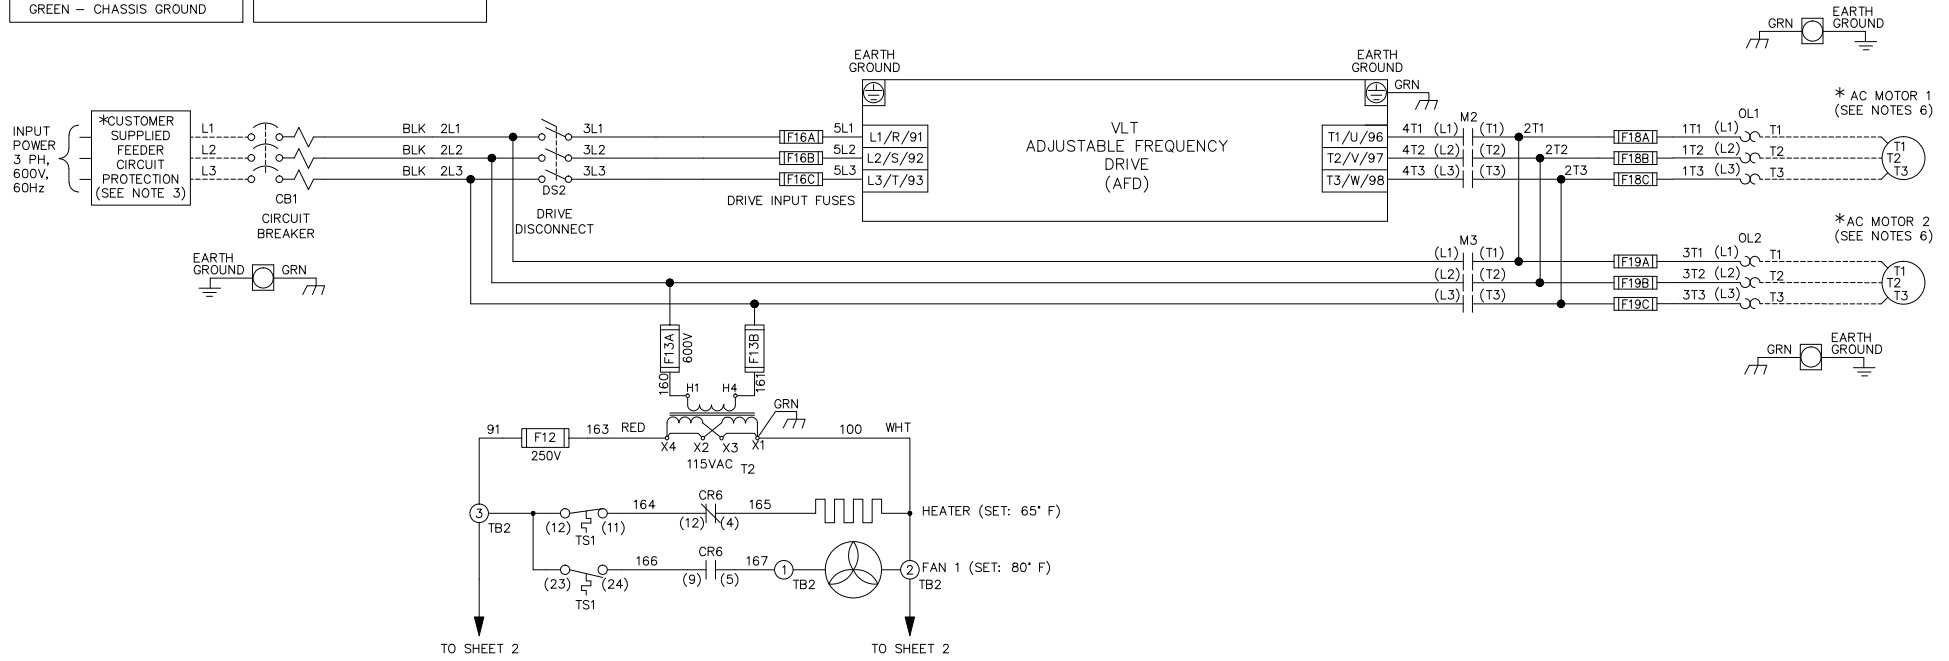 GREEN – CHASSIS GROUND
GRN
EARTH
GROUND
EARTH
GROUND
EARTH
GROUND
GRN
INPUT
POWER
3 PH,
600V,
60Hz
*CUSTOMER
SUPPLIED
FEEDER
CIRCUIT
PROTECTION
(SEE NOTE 3)
L1
L2
L3
CB1
CIRCUIT
BREAKER
BLK 2L1
BLK 2L2
BLK 2L3
DS2
DRIVE
DISCONNECT
3L1
3L2
3L3
F16A
F16B
F16C
5L1
5L2
5L3
DRIVE INPUT FUSES
L1/R/91
L2/S/92
L3/T/93
VLT
ADJUSTABLE FREQUENCY
DRIVE
(AFD)
T1/U/96
T2/V/97
T3/W/98
4T1 (L1)
4T2 (L2)
4T3 (L3)
M2
(T1)
(T2)
(T3)
2T1
2T2
2T3
F18A
F18B
F18C
1T1 (L1)
1T2 (L2)
1T3 (L3)
OL1
T1
T2
T3
* AC MOTOR 1
(SEE NOTES 6)
T1
T2
T3
EARTH
GROUND
GRN
M3
(L1) (T1)
(L2) (T2)
(L3) (T3)
F19A
F19B
F19C
3T1 (L1)
3T2 (L2)
3T3 (L3)
OL2
T1
T2
T3
*AC MOTOR 2
(SEE NOTES 6)
T1
T2
T3
GRN
EARTH
GROUND
F13A
600V
F13B
160
161
H1
H4
GRN
91
F12
250V
163 RED
X4
X2
X3
X1
115VAC
T2
100
WHT
3
TB2
(12)
(11)
TS1
164
CR6
(12)
(4)
165
HEATER (SET: 65° F)
(23)
(24)
TS1
166
CR6
(9)
(5)
167
1
TB2
2
TB2
FAN 1 (SET: 80° F)
TO SHEET 2
TO SHEET 2